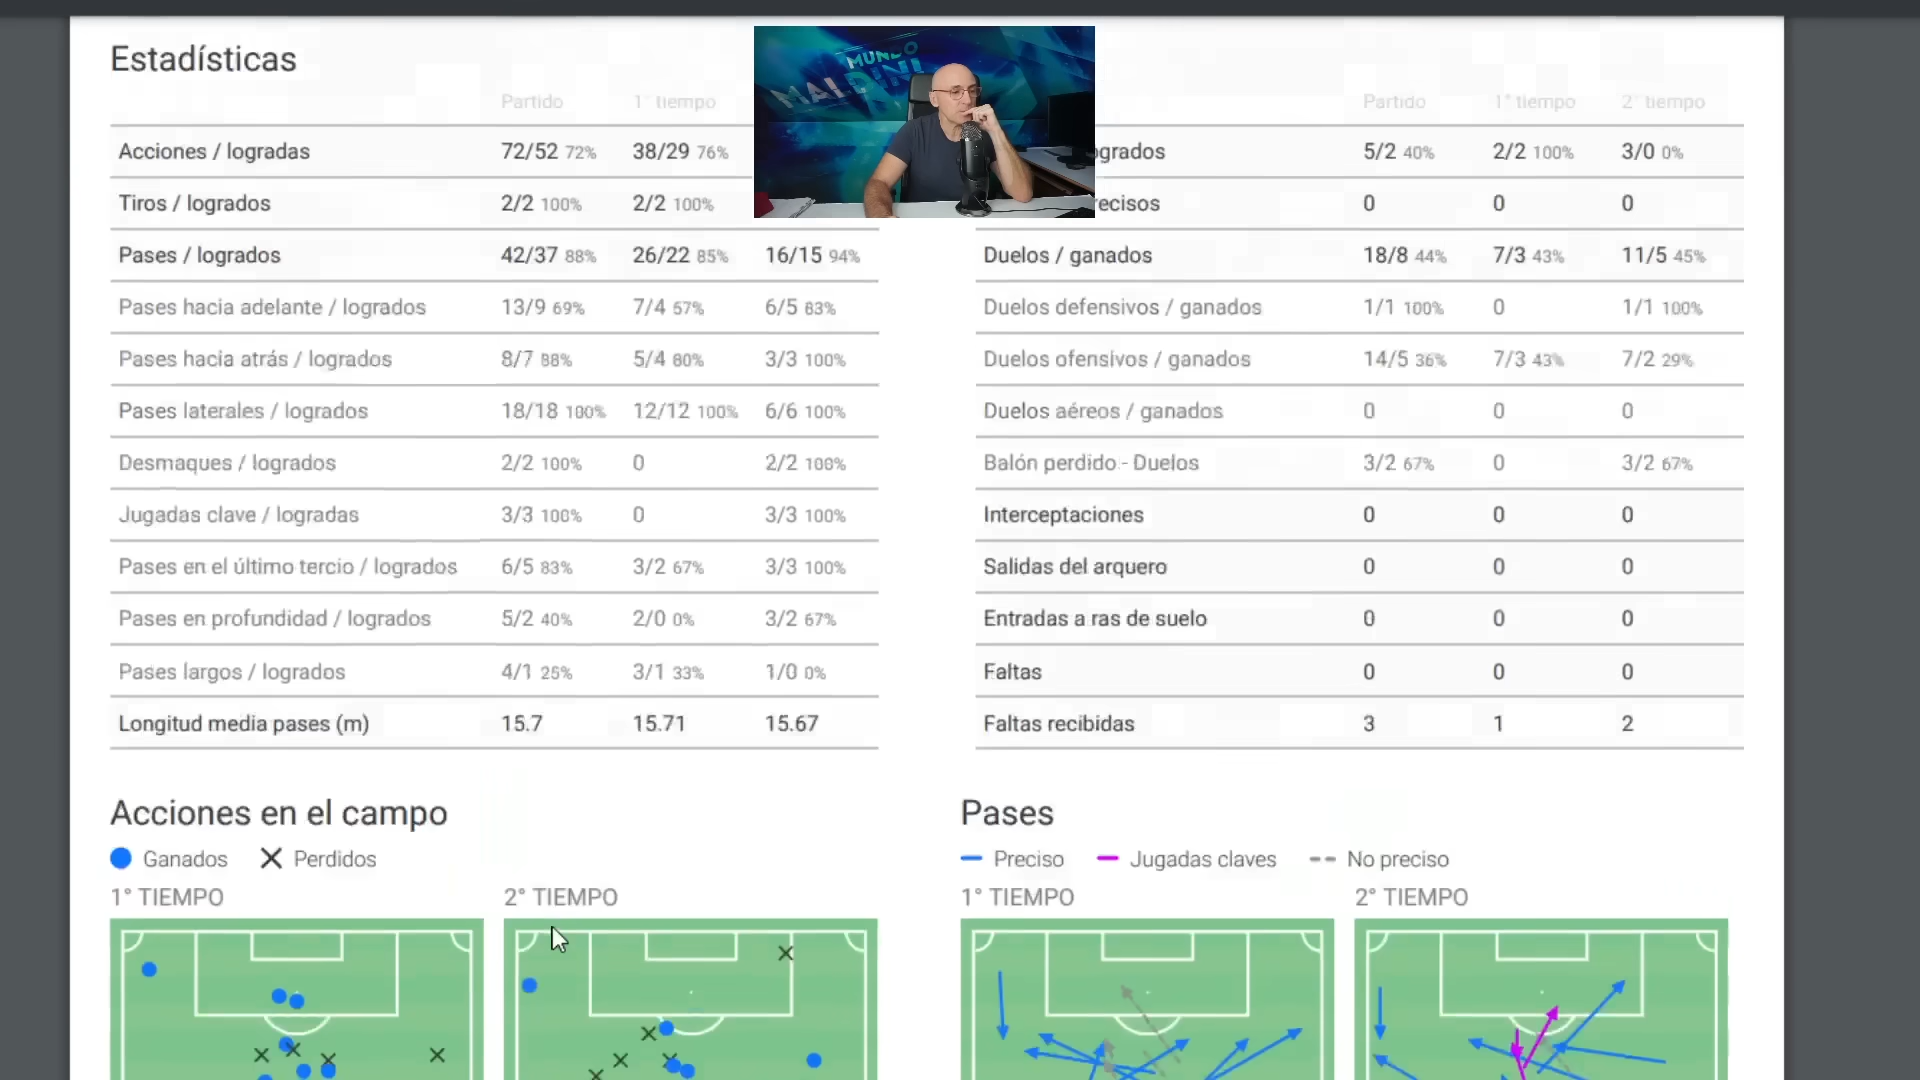 Estadísticas
MUNDO
MALDINI
Partido 1° tiempo
Partido 1° tiempo 2° tiempo
Acciones / logradas 72/52 72% 38/29 76%
ogrados 5/2 40% 2/2 100% 3/0 0%
Tiros / logrados 2/2 100% 2/2 100%
recisos 0 0 0
Pases / logrados 42/37 88% 26/22 85% 16/15 94%
Duelos / ganados 18/8 44% 7/3 43% 11/5 45%
Pases hacia adelante / logrados 13/9 69% 7/4 57% 6/5 83%
Duelos defensivos / ganados 1/1 100% 0 1/1 100%
Pases hacia atrás / logrados 8/7 88% 5/4 80% 3/3 100%
Duelos ofensivos / ganados 14/5 36% 7/3 43% 7/2 29%
Pases laterales / logrados 18/18 100% 12/12 100% 6/6 100%
Duelos aéreos / ganados 0 0 0
Desmaques / logrados 2/2 100% 0 2/2 100%
Balón perdido - Duelos 3/2 67% 0 3/2 67%
Jugadas clave / logradas 3/3 100% 0 3/3 100%
Interceptaciones 0 0 0
Pases en el último tercio / logrados 6/5 83% 3/2 67% 3/3 100%
Salidas del arquero 0 0 0
Pases en profundidad / logrados 5/2 40% 2/0 0% 3/2 67%
Entradas a ras de suelo 0 0 0
Pases largos / logrados 4/1 25% 3/1 33% 1/0 0%
Faltas 0 0 0
Longitud media pases (m) 15.7 15.71 15.67
Faltas recibidas 3 1 2
Acciones en el campo
Ganados Perdidos
1° TIEMPO 2° TIEMPO
Pases
Preciso Jugadas claves No preciso
1° TIEMPO 2° TIEMPO